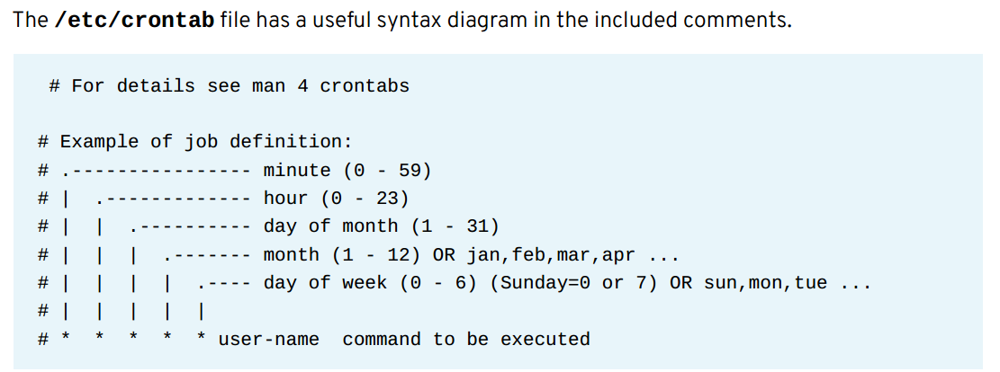 The /etc/crontab file has a useful syntax diagram in the included comments.
# For details see man 4 crontabs
# Example of job definition:
# .---------------- minute (0 - 59)
# |  .------------- hour (0 - 23)
# |  |  .---------- day of month (1 - 31)
# |  |  |  .------- month (1 - 12) OR jan,feb,mar,apr ...
# |  |  |  |  .---- day of week (0 - 6) (Sunday=0 or 7) OR sun,mon,tue ...
# |  |  |  |  |
# *  *  *  *  * user-name  command to be executed